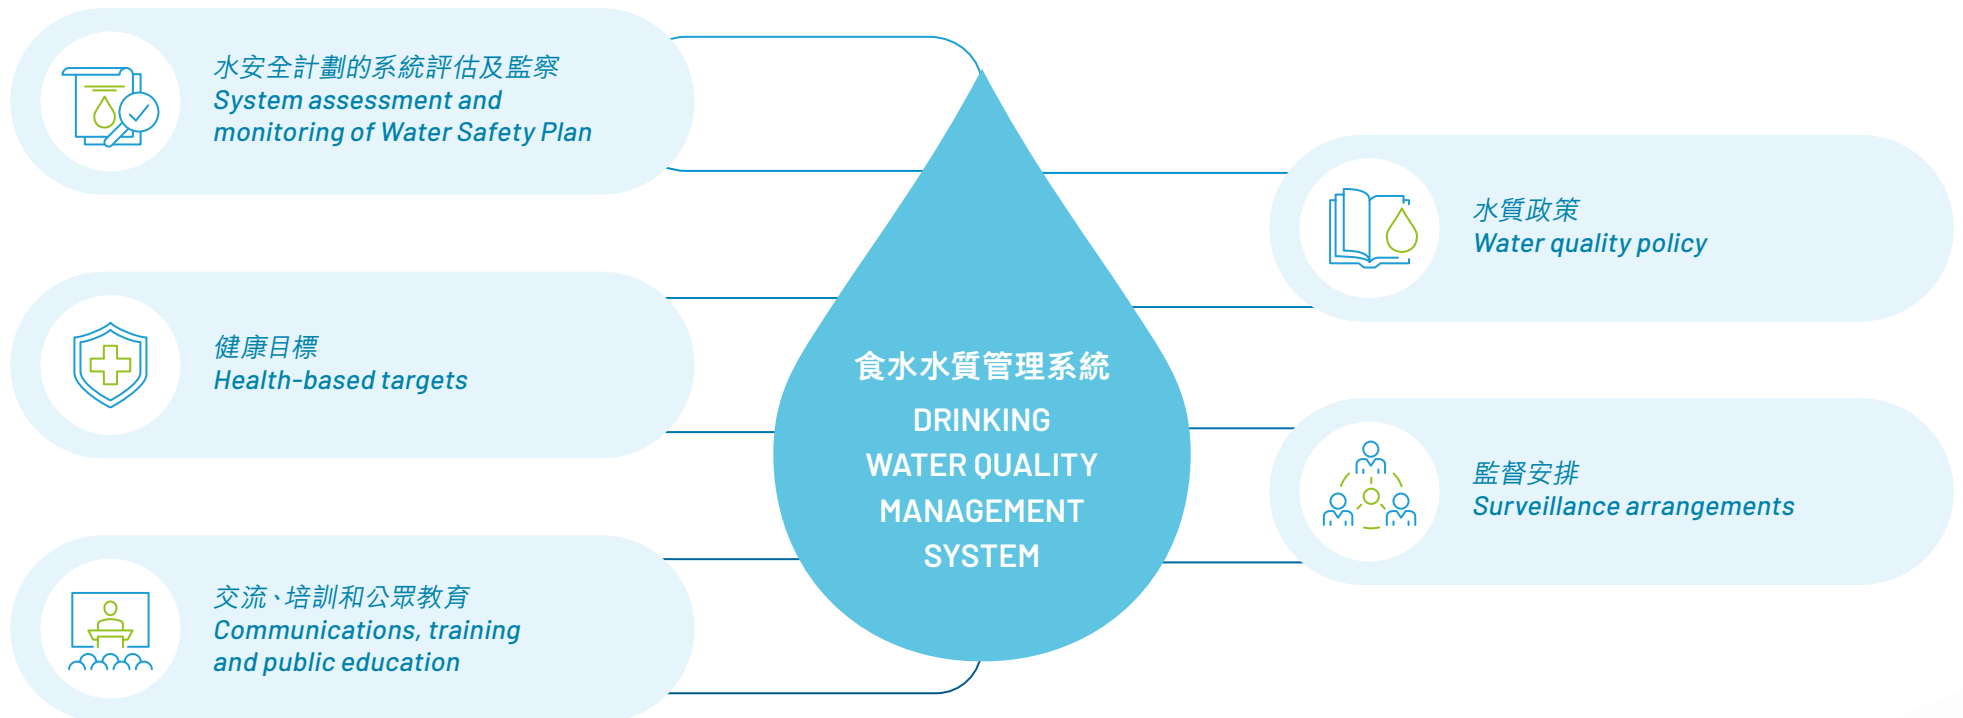 水安全計劃的系統評估及監察
System assessment and
monitoring of Water Safety Plan
水質政策
Water quality policy
健康目標
Health-based targets
食水水質管理系統
DRINKING
WATER QUALITY
MANAGEMENT
SYSTEM
監督安排
Surveillance arrangements
交流、培訓和公眾教育
Communications, training
and public education